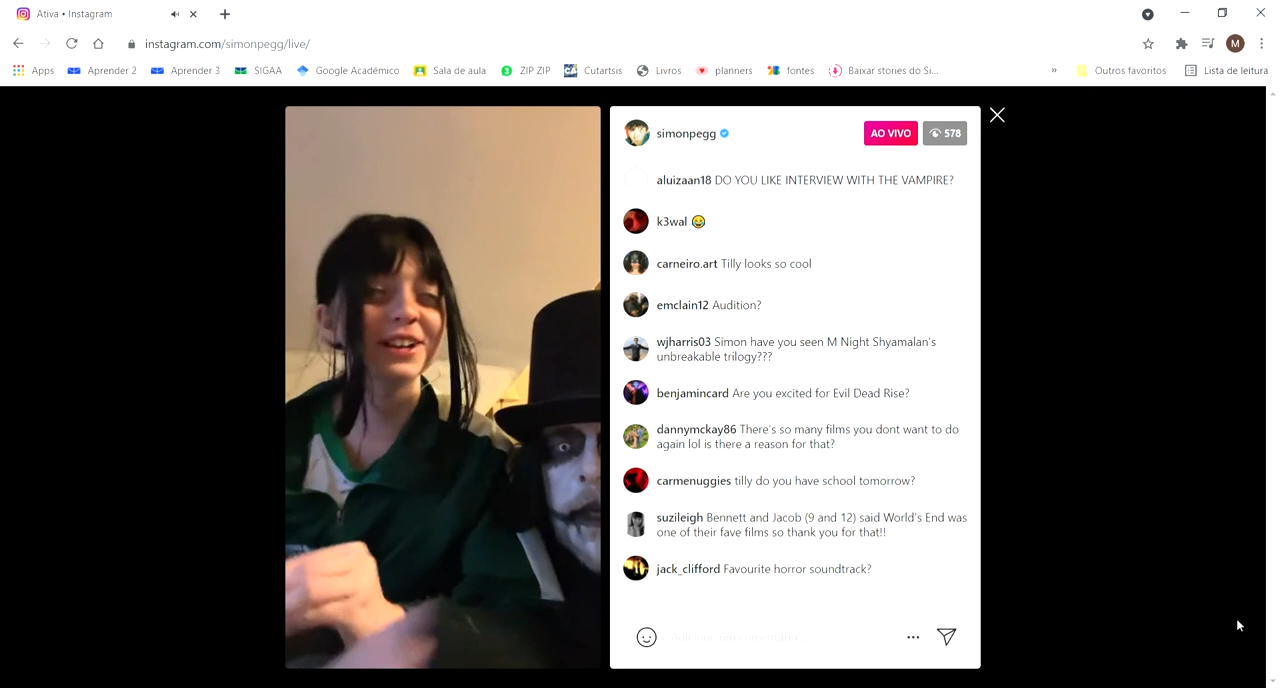 Ativa • Instagram
instagram.com/simonpegg/live/
M
Apps Aprender 2 Aprender 3 SIGAA Google Acadêmico Sala de aula ZIP ZIP Cutartsis Livros planners fontes Baixar stories do Si... » Outros favoritos Lista de leitura
simonpegg AO VIVO 578
aluizaan18 DO YOU LIKE INTERVIEW WITH THE VAMPIRE?
k3wal 😂
carneiro.art Tilly looks so cool
emclain12 Audition?
wjharris03 Simon have you seen M Night Shyamalan's
unbreakable trilogy???
benjamincard Are you excited for Evil Dead Rise?
dannymckay86 There's so many films you dont want to do
again lol is there a reason for that?
carmenuggies tilly do you have school tomorrow?
suzileigh Bennett and Jacob (9 and 12) said World's End was
one of their fave films so thank you for that!!
jack_clifford Favourite horror soundtrack?
Adicione um comentário...